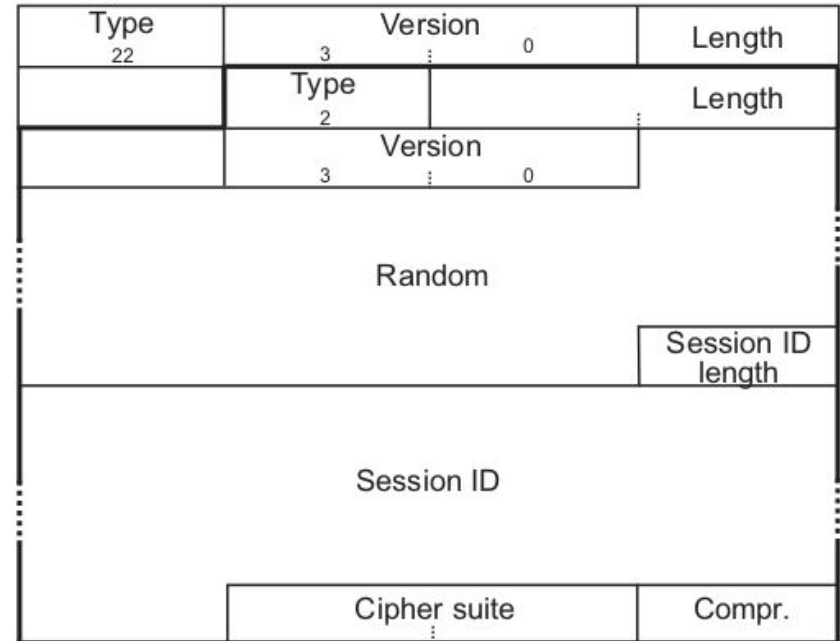 Type Version Length
22 3 0
Type Length
2
Version
3 0
Random
Session ID
length
Session ID
Cipher suite Compr.